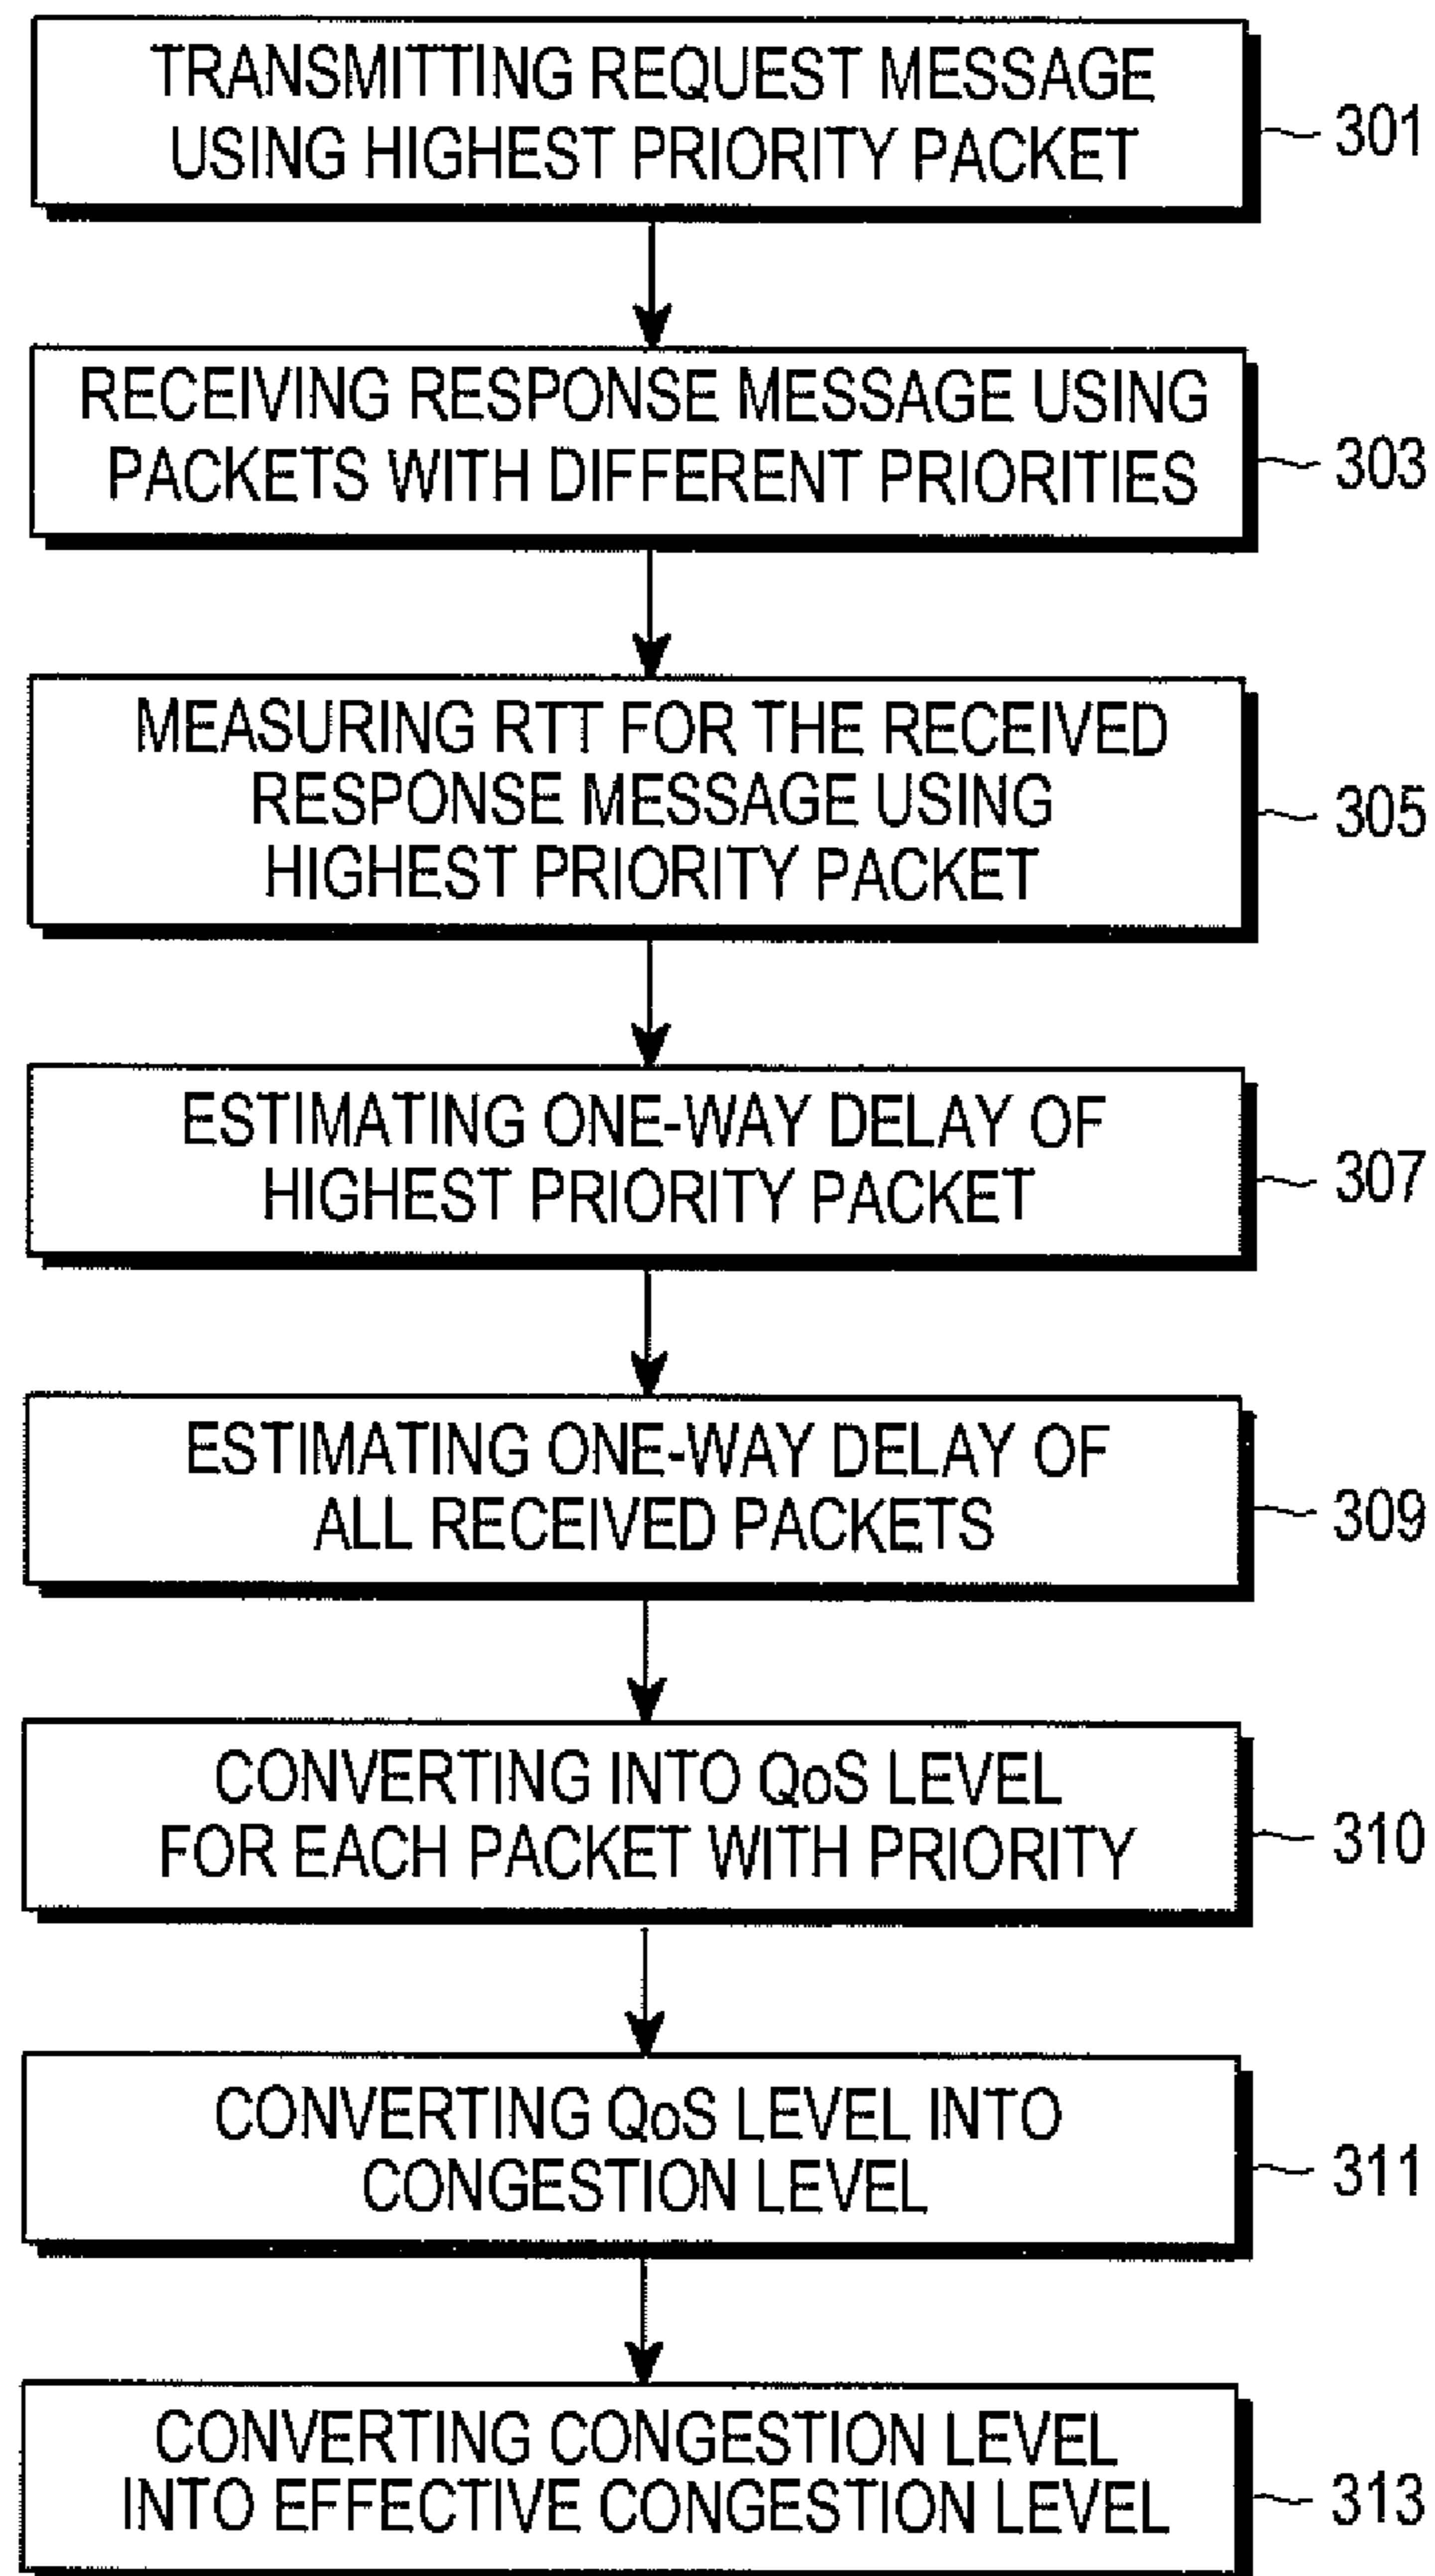 TRANSMITTING REQUEST MESSAGE
USING HIGHEST PRIORITY PACKET
301
RECEIVING RESPONSE MESSAGE USING
PACKETS WITH DIFFERENT PRIORITIES
303
MEASURING RTT FOR THE RECEIVED
RESPONSE MESSAGE USING
HIGHEST PRIORITY PACKET
305
ESTIMATING ONE-WAY DELAY OF
HIGHEST PRIORITY PACKET
307
ESTIMATING ONE-WAY DELAY OF
ALL RECEIVED PACKETS
309
CONVERTING INTO QoS LEVEL
FOR EACH PACKET WITH PRIORITY
310
CONVERTING QoS LEVEL INTO
CONGESTION LEVEL
311
CONVERTING CONGESTION LEVEL
INTO EFFECTIVE CONGESTION LEVEL
313